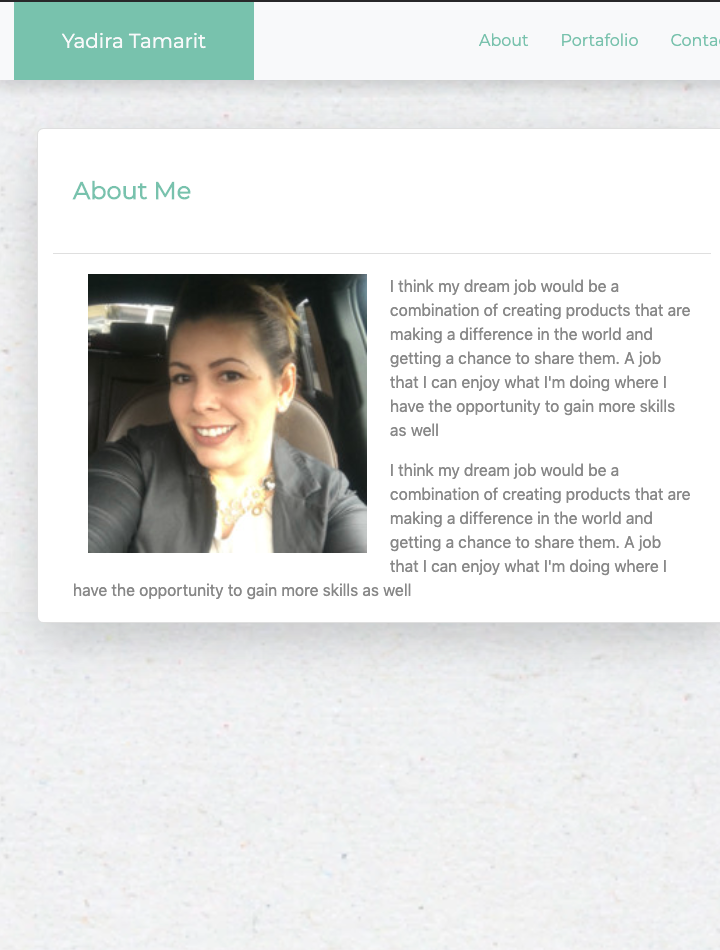 Yadira Tamarit
About Portafolio
About Me
I think my dream job would be a
combination of creating products that are
making a difference in the world and
getting a chance to share them. A job
that I can enjoy what I'm doing where I
have the opportunity to gain more skills
as well
I think my dream job would be a
combination of creating products that are
making a difference in the world and
getting a chance to share them. A job
that I can enjoy what I'm doing where I
have the opportunity to gain more skills as well